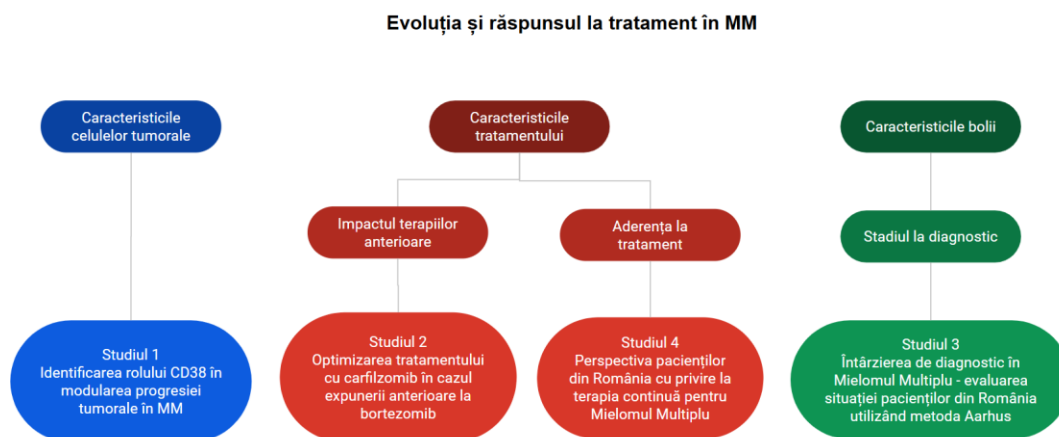 Evoluția și răspunsul la tratament în MM
Caracteristicile
celulelor tumorale
Caracteristicile
tratamentului
Caracteristicile bolii
Impactul terapiilor
anterioare
Aderența la
tratament
Stadiul la diagnostic
Studiul 1
Identificarea rolului CD38 în
modularea progresiei
tumorale în MM
Studiul 2
Optimizarea tratamentului
cu carfilzomib în cazul
expunerii anterioare la
bortezomib
Studiul 4
Perspectiva pacienților
din România cu privire la
terapia continuă pentru
Mielomul Multiplu
Studiul 3
Întârzierea de diagnostic în
Mielomul Multiplu - evaluarea
situației pacienților din România
utilizând metoda Aarhus